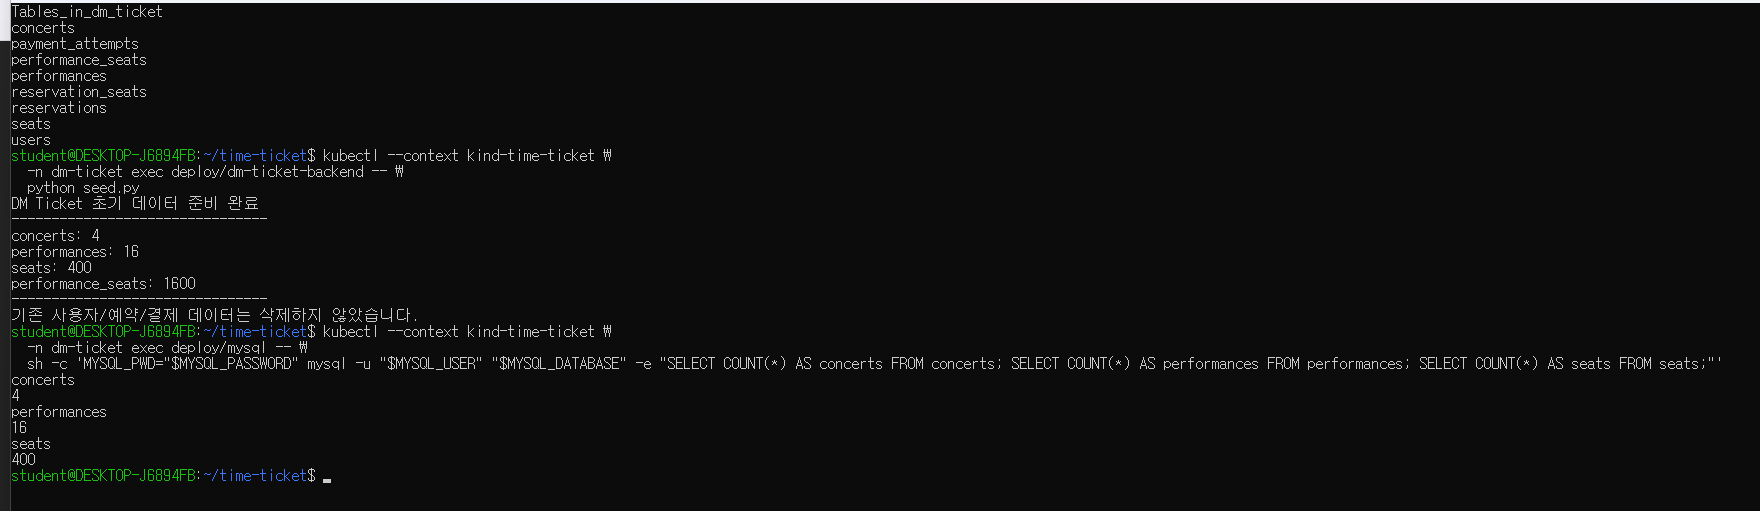 Tables_in_dm_ticket
concerts
payment_attempts
performance_seats
performances
reservation_seats
reservations
seats
users
student@DESKTOP-J6894FB:~/time-ticket$ kubectl --context kind-time-ticket ₩
  -n dm-ticket exec deploy/dm-ticket-backend -- ₩
  python seed.py
DM Ticket 초기 데이터 준비 완료
--------------------------------
concerts: 4
performances: 16
seats: 400
performance_seats: 1600
--------------------------------
기존 사용자/예약/결제 데이터는 삭제하지 않았습니다.
student@DESKTOP-J6894FB:~/time-ticket$ kubectl --context kind-time-ticket ₩
  -n dm-ticket exec deploy/mysql -- ₩
  sh -c 'MYSQL_PWD="$MYSQL_PASSWORD" mysql -u "$MYSQL_USER" "$MYSQL_DATABASE" -e "SELECT COUNT(*) AS concerts FROM concerts; SELECT COUNT(*) AS performances FROM performances; SELECT COUNT(*) AS seats FROM seats;"'
concerts
4
performances
16
seats
400
student@DESKTOP-J6894FB:~/time-ticket$